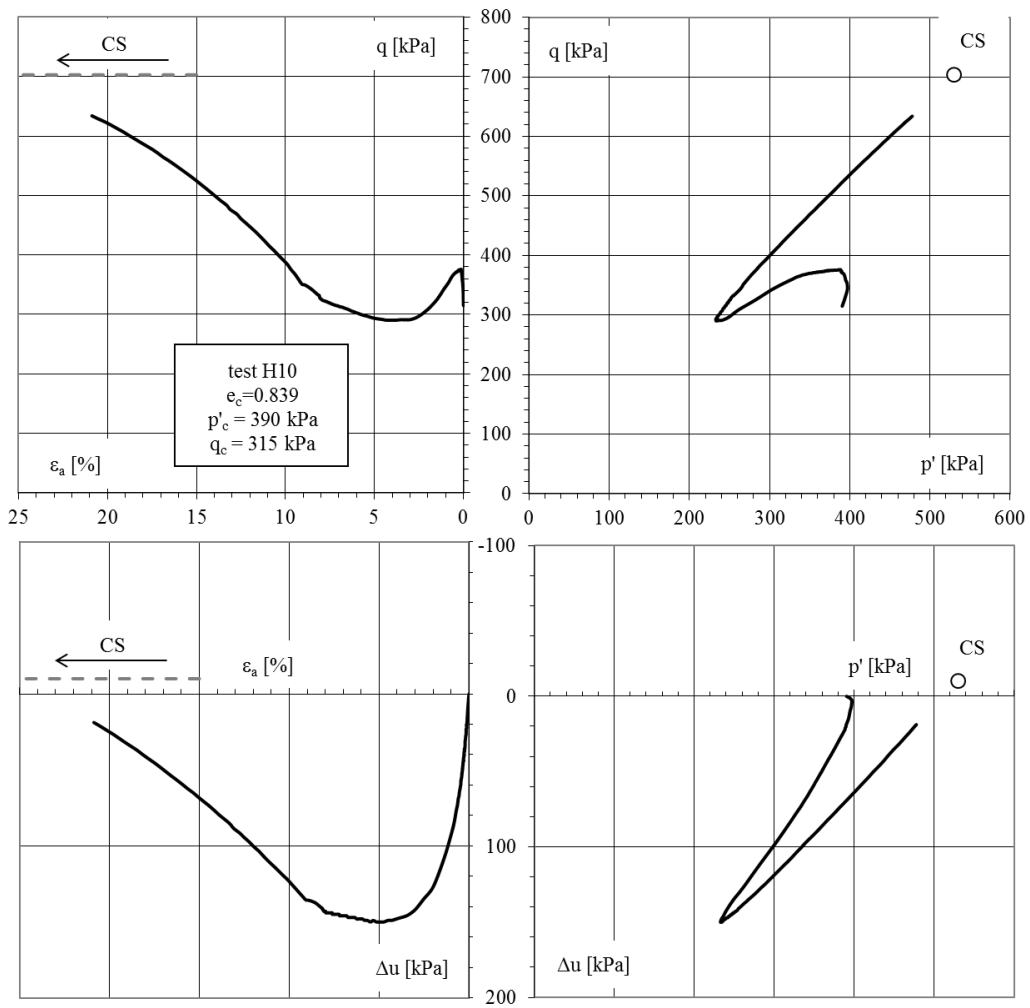 800
CS
q [kPa]
q [kPa]
CS
700
600
500
400
300
test H10
e_c=0.839
p'_c = 390 kPa
q_c = 315 kPa
200
100
ε_a [%]
p' [kPa]
0
25 20 15 10 5 0
0 100 200 300 400 500 600
-100
CS
ε_a [%]
p' [kPa]
CS
0
100
Δu [kPa]
Δu [kPa]
200